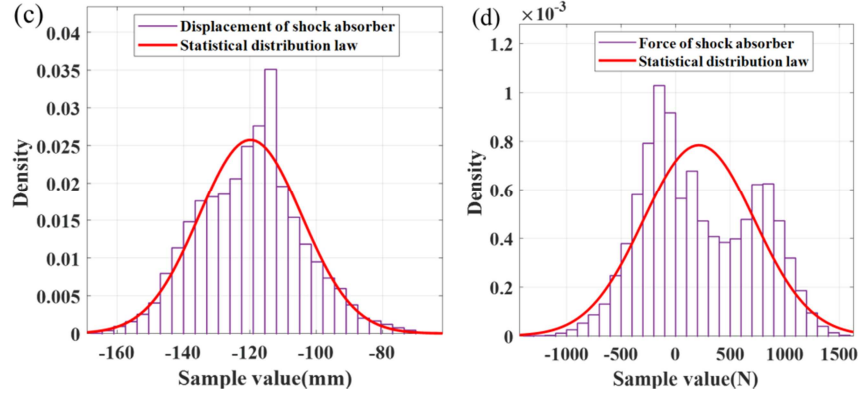 (c)
Displacement of shock absorber
Statistical distribution law
0.04
0.035
0.03
0.025
0.02
0.015
0.01
0.005
0
Density
-160 -140 -120 -100 -80
Sample value(mm)
(d)
×10⁻³
Force of shock absorber
Statistical distribution law
1.2
1
0.8
0.6
0.4
0.2
0
Density
-1000 -500 0 500 1000 1500
Sample value(N)